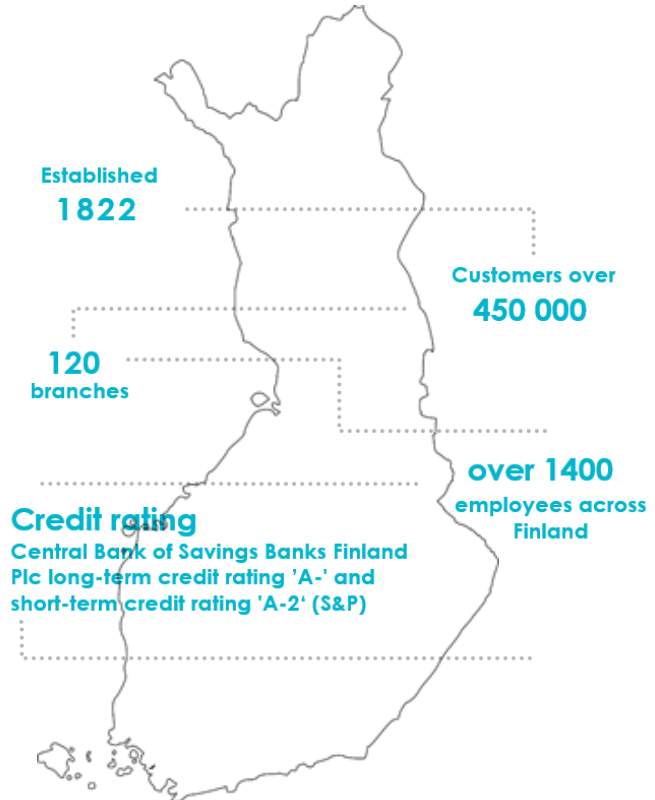 Established
1822
Customers over
450 000
120
branches
over 1400
employees across
Finland
Credit rating
Central Bank of Savings Banks Finland
Plc long-term credit rating 'A-' and
short-term credit rating 'A-2‘ (S&P)